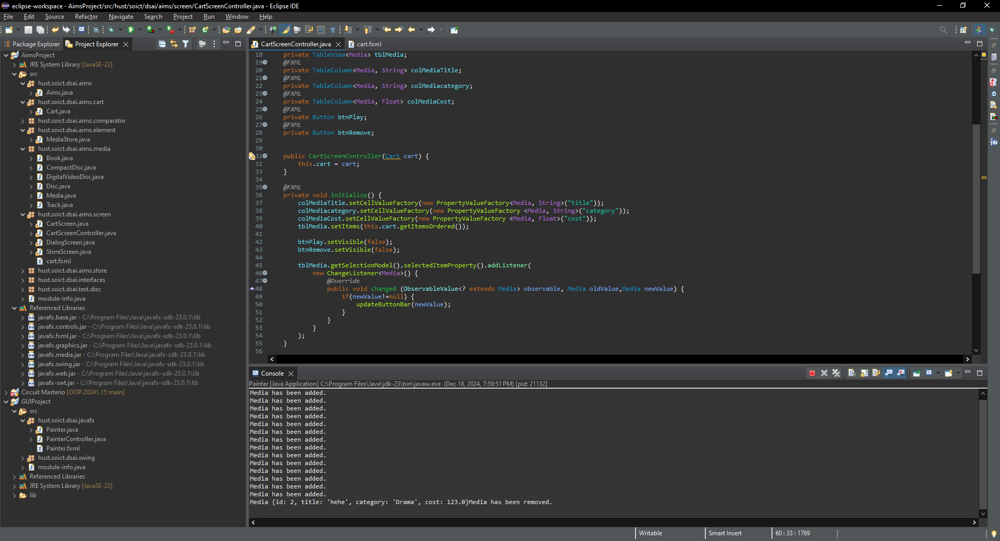 eclipse-workspace - AimsProject/src/hust/soict/dsai/aims/screen/CartScreenController.java - Eclipse IDE
File Edit Source Refactor Navigate Search Project Run Window Help
Package Explorer
Project Explorer
AimsProject
JRE System Library [JavaSE-22]
src
hust.soict.dsai.aims
Aims.java
hust.soict.dsai.aims.cart
Cart.java
hust.soict.dsai.aims.comparator
hust.soict.dsai.aims.element
MediaStore.java
hust.soict.dsai.aims.media
Book.java
CompactDisc.java
DigitalVideoDisc.java
Disc.java
Media.java
Track.java
hust.soict.dsai.aims.screen
CartScreen.java
CartScreenController.java
DialogScreen.java
StoreScreen.java
cart.fxml
hust.soict.dsai.aims.store
hust.soict.dsai.interfaces
hust.soict.dsai.test.disc
module-info.java
Referenced Libraries
javafx.base.jar - C:\Program Files\Java\javafx-sdk-23.0.1\lib
javafx.controls.jar - C:\Program Files\Java\javafx-sdk-23.0.1\lib
javafx.fxml.jar - C:\Program Files\Java\javafx-sdk-23.0.1\lib
javafx.graphics.jar - C:\Program Files\Java\javafx-sdk-23.0.1\lib
javafx.media.jar - C:\Program Files\Java\javafx-sdk-23.0.1\lib
javafx.swing.jar - C:\Program Files\Java\javafx-sdk-23.0.1\lib
javafx.web.jar - C:\Program Files\Java\javafx-sdk-23.0.1\lib
javafx-swt.jar - C:\Program Files\Java\javafx-sdk-23.0.1\lib
Circuit Masterio [OOP.20241.15 main]
GUIProject
src
hust.soict.dsai.javafx
Painter.java
PainterController.java
Painter.fxml
hust.soict.dsai.swing
module-info.java
Referenced Libraries
JRE System Library [JavaSE-22]
lib
CartScreenController.java
cart.fxml
18 private TableView<Media> tblMedia;
19 @FXML
20 private TableColumn<Media, String> colMediaTitle;
21 @FXML
22 private TableColumn<Media, String> colMediacategory;
23 @FXML
24 private TableColumn<Media, Float> colMediaCost;
25 @FXML
26 private Button btnPlay;
27 @FXML
28 private Button btnRemove;
29
30
31 public CartScreenController(Cart cart) {
32 this.cart = cart;
33 }
34
35 @FXML
36 private void initialize() {
37 colMediaTitle.setCellValueFactory(new PropertyValueFactory<Media, String>("title"));
38 colMediacategory.setCellValueFactory(new PropertyValueFactory <Media, String>("category"));
39 colMediaCost.setCellValueFactory(new PropertyValueFactory <Media, Float>("cost"));
40 tblMedia.setItems(this.cart.getItemsOrdered());
41
42 btnPlay.setVisible(false);
43 btnRemove.setVisible(false);
44
45 tblMedia.getSelectionModel().selectedItemProperty().addListener(
46 new ChangeListener<Media>() {
47 @Override
48 public void changed (ObservableValue<? extends Media> observable, Media oldValue,Media newValue) {
49 if(newValue!=null) {
50 updateButtonBar(newValue);
51 }
52 }
53 }
54 );
55 }
56
Console
Painter [Java Application] C:\Program Files\Java\jdk-23\bin\javaw.exe (Dec 18, 2024, 7:59:51 PM) [pid: 21132]
Media has been added.
Media has been added.
Media has been added.
Media has been added.
Media has been added.
Media has been added.
Media has been added.
Media has been added.
Media has been added.
Media has been added.
Media has been added.
Media has been added.
Media has been added.
Media has been added.
Media {id: 2, title: 'hehe', category: 'Drama', cost: 123.0}Media has been removed.
Writable
Smart Insert
60 : 33 : 1769